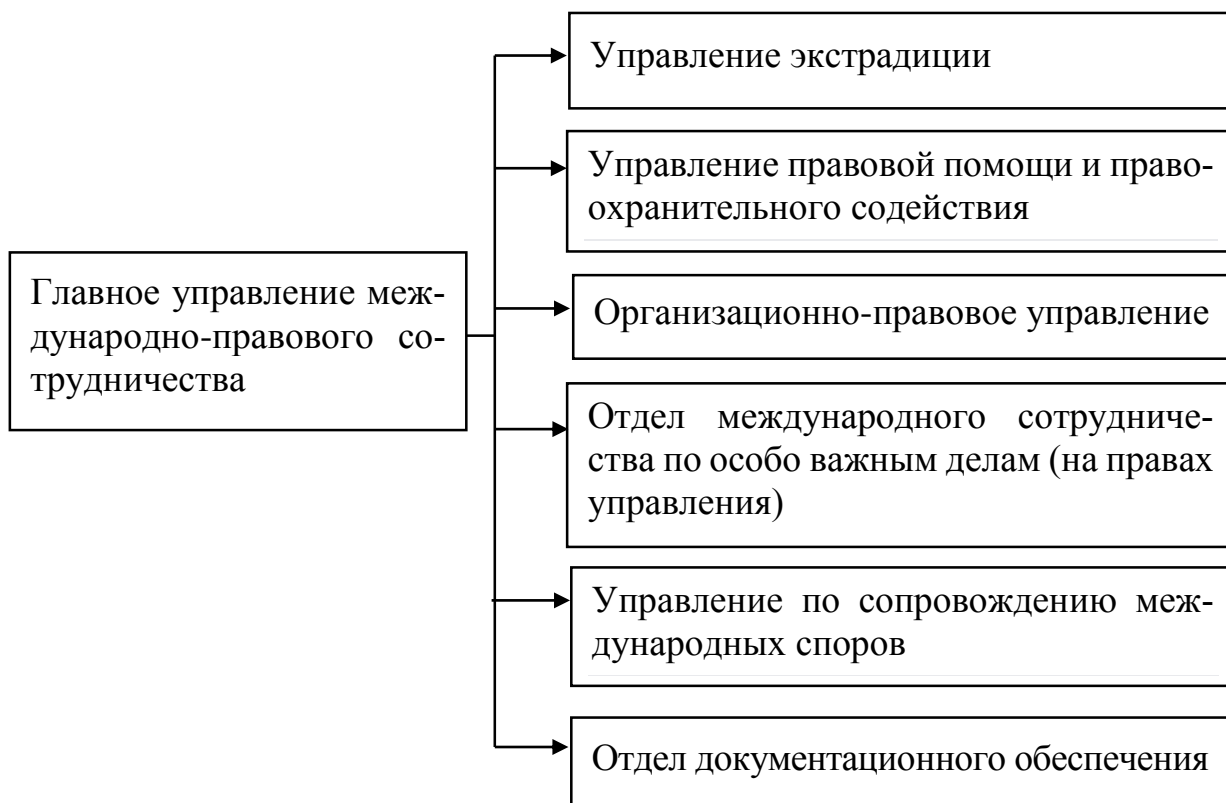 Управление экстрадиции
Управление правовой помощи и право-
охранительного содействия
Главное управление меж-
дународно-правового со-
трудничества
Организационно-правовое управление
Отдел международного сотрудниче-
ства по особо важным делам (на правах
управления)
Управление по сопровождению меж-
дународных споров
Отдел документационного обеспечения